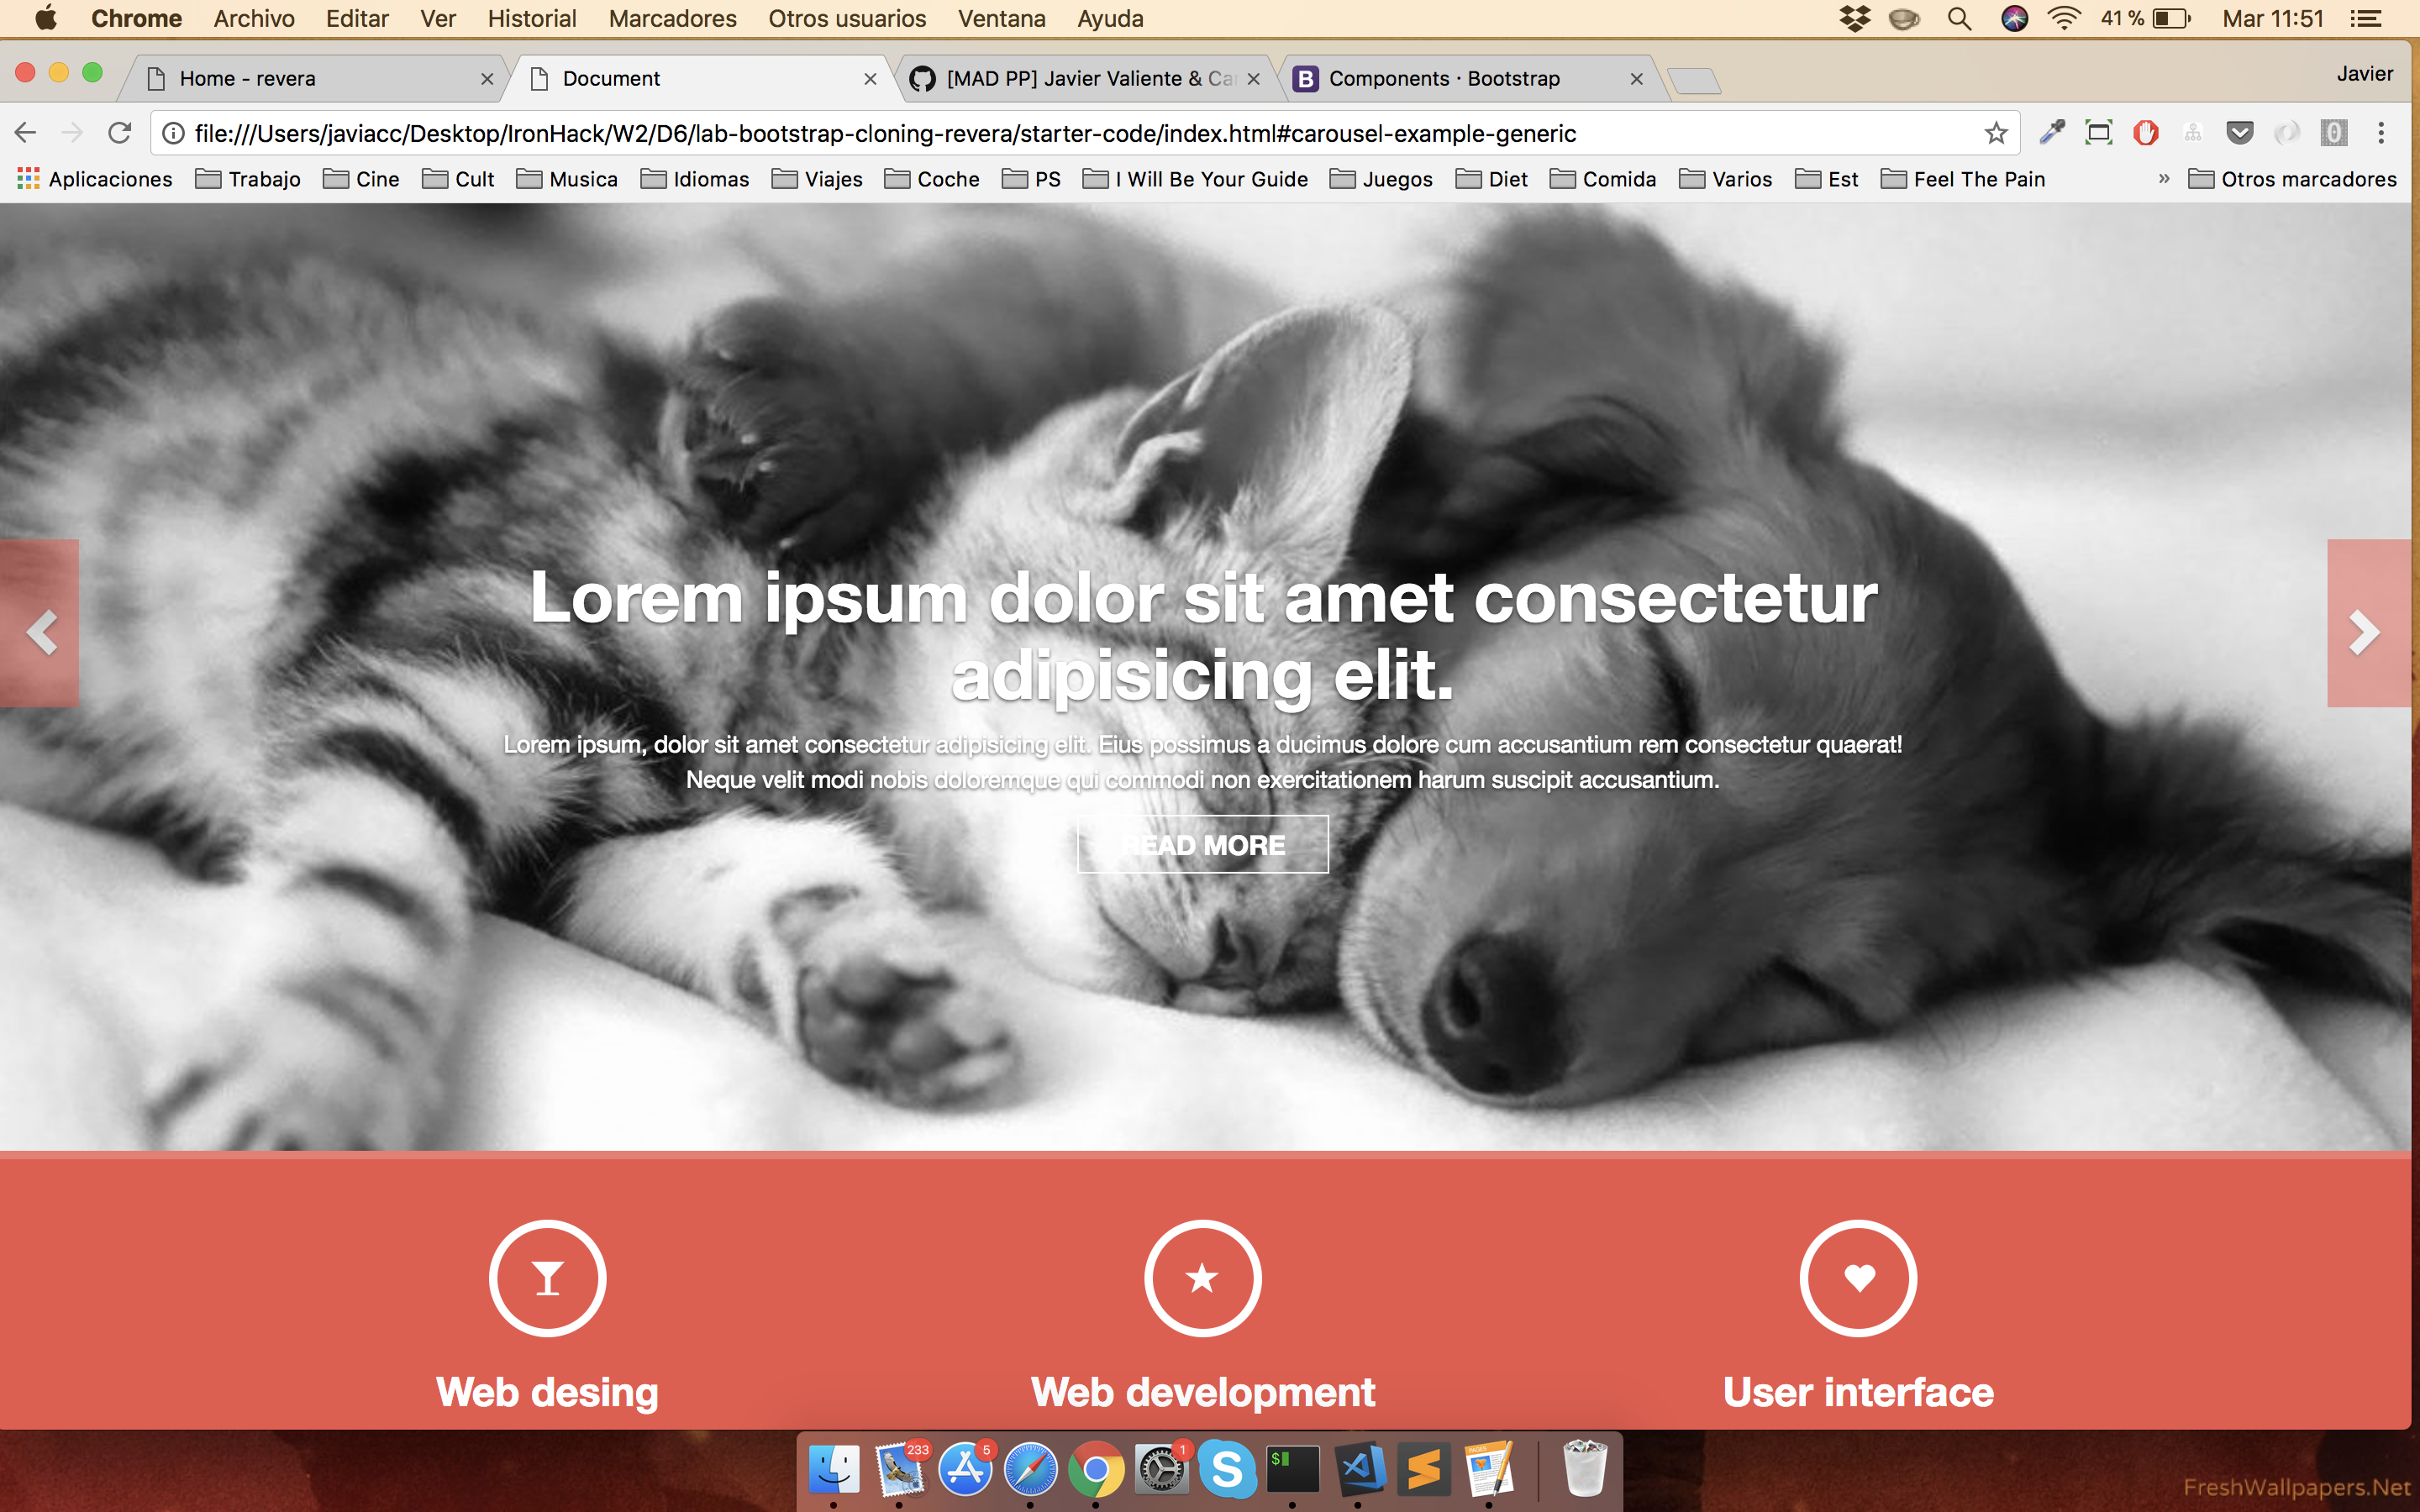 Chrome Archivo Editar Ver Historial Marcadores Otros usuarios Ventana Ayuda 41 % Mar 11:51
Home - revera Document [MAD PP] Javier Valiente & Components · Bootstrap Javier
file:///Users/javiacc/Desktop/IronHack/W2/D6/lab-bootstrap-cloning-revera/starter-code/index.html#carousel-example-generic
Aplicaciones Trabajo Cine Cult Musica Idiomas Viajes Coche PS I Will Be Your Guide Juegos Diet Comida Varios Est Feel The Pain » Otros marcadores
Lorem ipsum dolor sit amet consectetur
adipisicing elit.
Lorem ipsum, dolor sit amet consectetur adipisicing elit. Eius possimus a ducimus dolore cum accusantium rem consectetur quaerat!
Neque velit modi nobis doloremque qui commodi non exercitationem harum suscipit accusantium.
READ MORE
Web desing Web development User interface
233 5 1
FreshWallpapers.Net